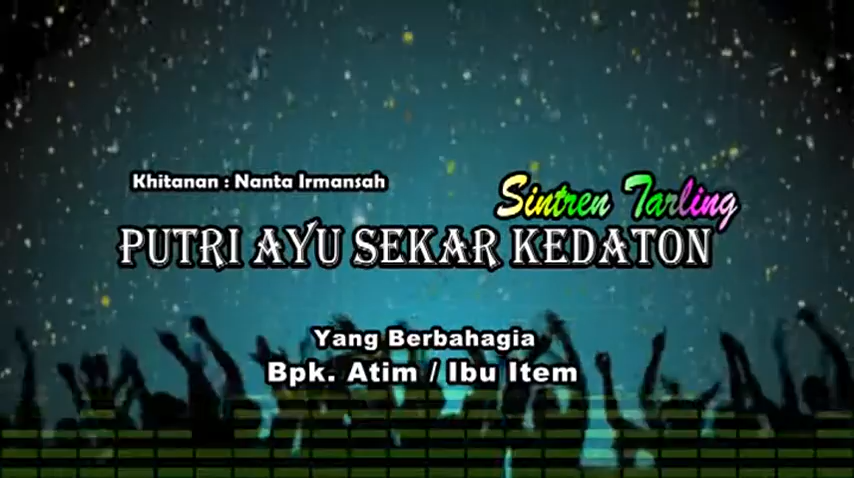 Khitanan : Nanta Irmansah
Sintren Tarling
PUTRI AYU SEKAR KEDATON
Yang Berbahagia
Bpk. Atim / Ibu Item